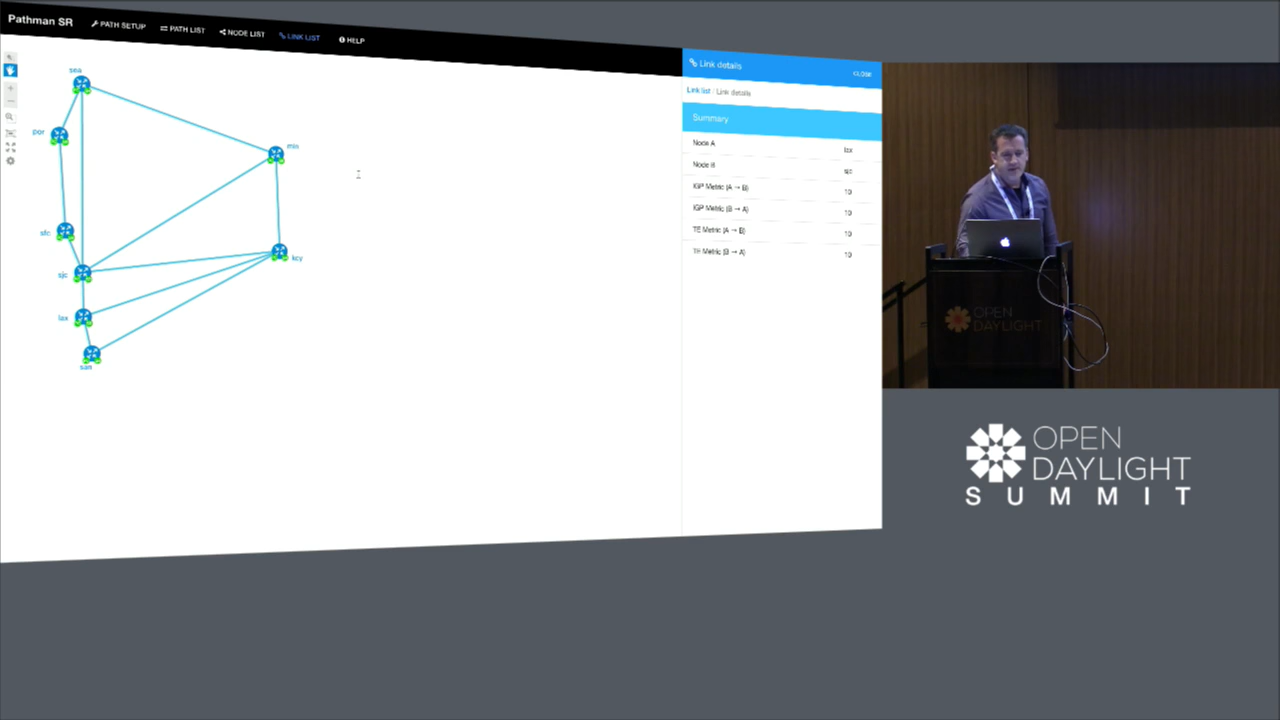 Pathman SR
PATH SETUP
PATH LIST
NODE LIST
LINK LIST
HELP
sea
por
min
sfc
sjc
kcy
lax
san
Link details
CLOSE
Link list / Link details
Summary
Node A
lax
Node B
sjc
IGP Metric (A → B)
10
IGP Metric (B → A)
10
TE Metric (A → B)
10
TE Metric (B → A)
10
OPEN
DAYLIGHT
OPEN
DAYLIGHT
SUMMIT